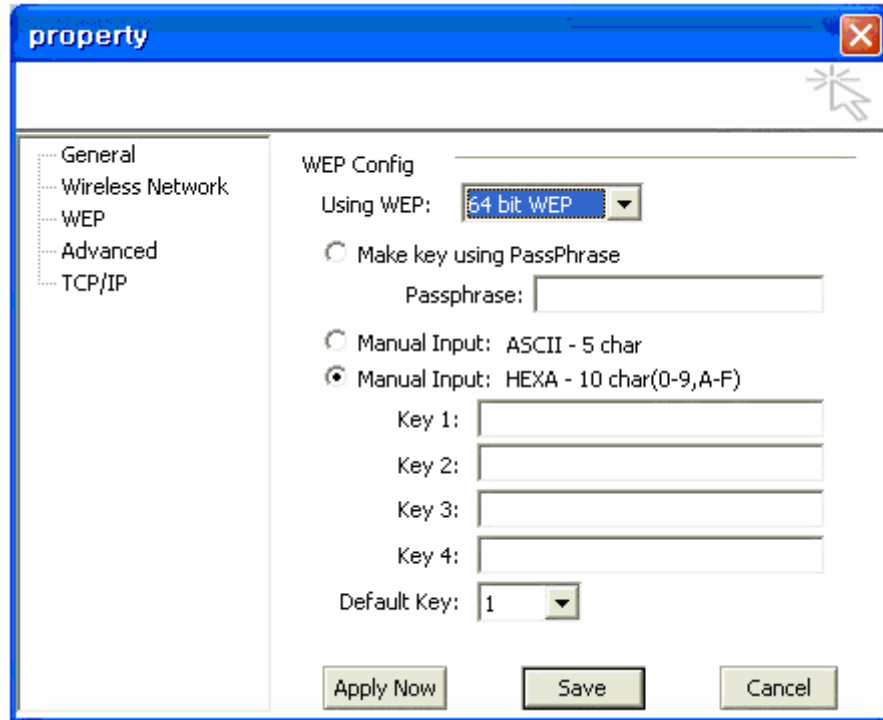 property
General
Wireless Network
WEP
Advanced
TCP/IP
WEP Config
Using WEP: 64 bit WEP
Make key using PassPhrase
Passphrase:
Manual Input: ASCII - 5 char
Manual Input: HEXA - 10 char(0-9,A-F)
Key 1:
Key 2:
Key 3:
Key 4:
Default Key: 1
Apply Now Save Cancel